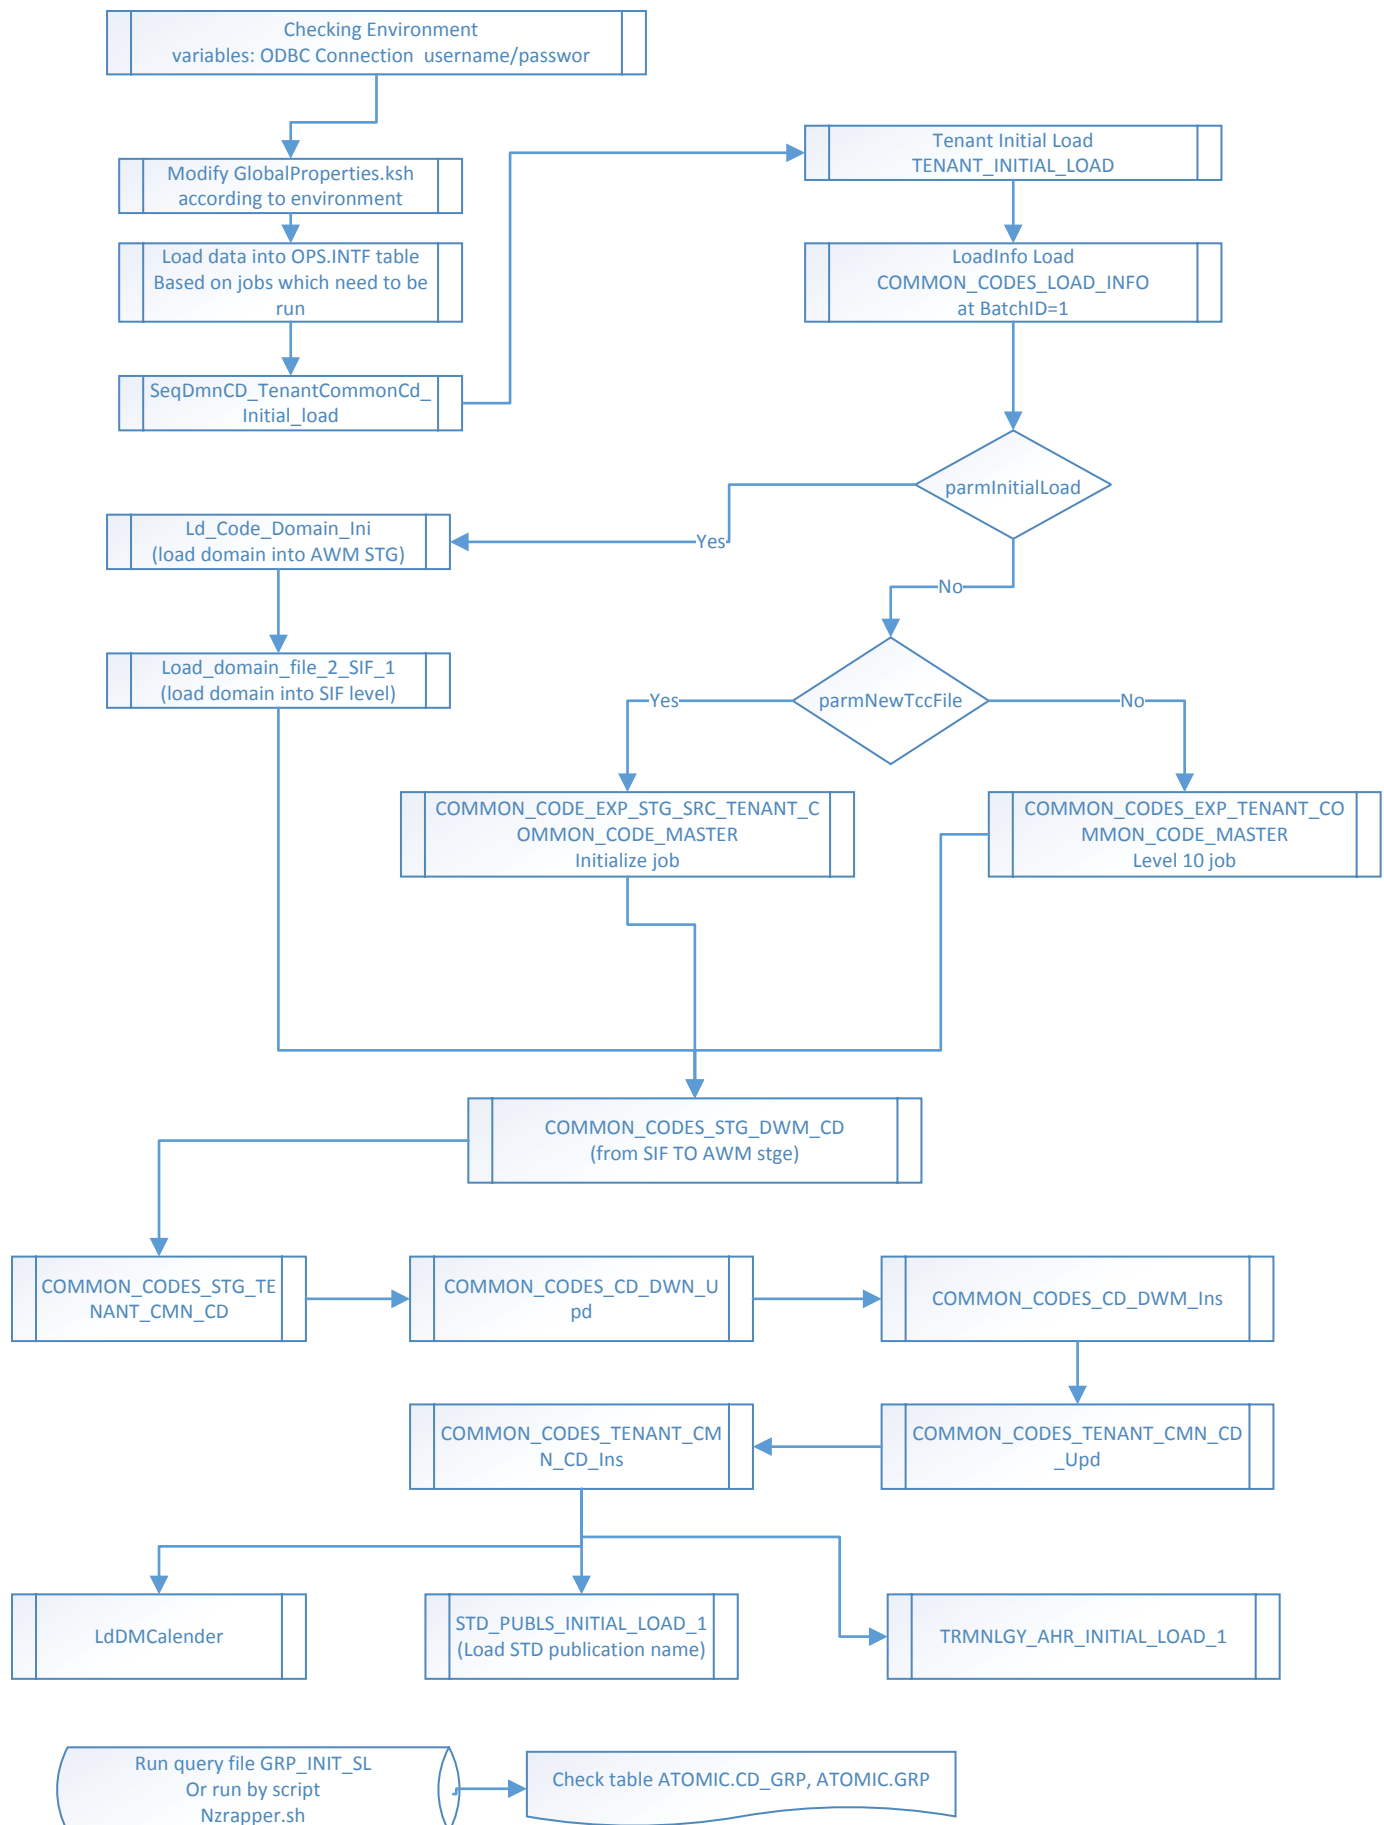 Checking Environment
variables: ODBC Connection  username/passwor
Modify GlobalProperties.ksh
according to environment
Load data into OPS.INTF table
Based on jobs which need to be
run
SeqDmnCD_TenantCommonCd_
Initial_load
Tenant Initial Load
TENANT_INITIAL_LOAD
LoadInfo Load
COMMON_CODES_LOAD_INFO
at BatchID=1
parmInitialLoad
Yes
No
Ld_Code_Domain_Ini
(load domain into AWM STG)
Load_domain_file_2_SIF_1
(load domain into SIF level)
parmNewTccFile
Yes
No
COMMON_CODE_EXP_STG_SRC_TENANT_C
OMMON_CODE_MASTER
Initialize job
COMMON_CODES_EXP_TENANT_CO
MMON_CODE_MASTER
Level 10 job
COMMON_CODES_STG_DWM_CD
(from SIF TO AWM stge)
COMMON_CODES_STG_TE
NANT_CMN_CD
COMMON_CODES_CD_DWN_U
pd
COMMON_CODES_CD_DWM_Ins
COMMON_CODES_TENANT_CM
N_CD_Ins
COMMON_CODES_TENANT_CMN_CD
_Upd
LdDMCalender
STD_PUBLS_INITIAL_LOAD_1
(Load STD publication name)
TRMNLGY_AHR_INITIAL_LOAD_1
Run query file GRP_INIT_SL
Or run by script
Nzrapper.sh
Check table ATOMIC.CD_GRP, ATOMIC.GRP